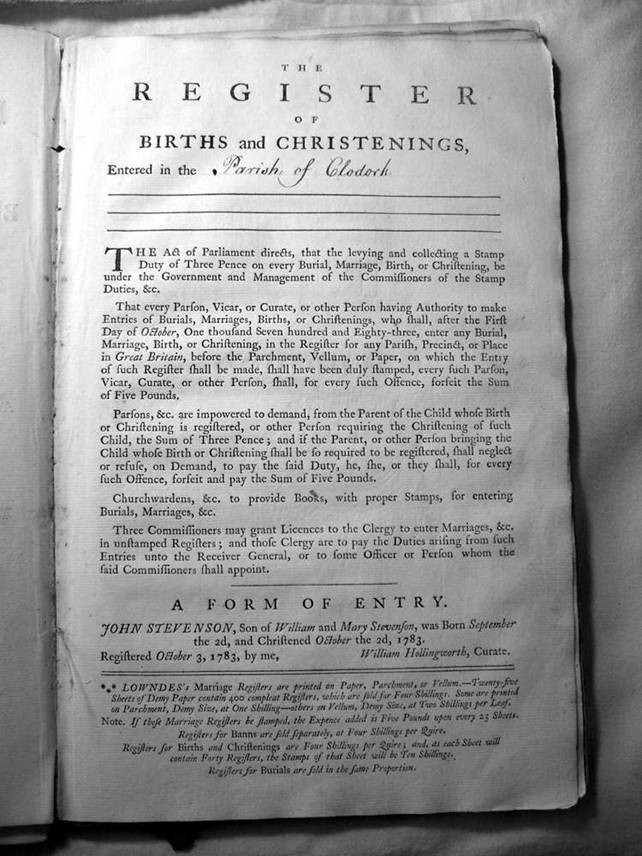 THE
REGISTER
OF
BIRTHS and CHRISTENINGS,
Entered in the Parish of Clodock
THE Act of Parliament directs, that the levying and collecting a Stamp
Duty of Three Pence on every Burial, Marriage, Birth, or Chriſtening, be
under the Government and Management of the Commiſſioners of the Stamp
Duties, &c.
That every Parſon, Vicar, or Curate, or other Perſon having Authority to make
Entries of Burials, Marriages, Births, or Chriſtenings, who ſhall, after the Firſt
Day of October, One thouſand Seven hundred and Eighty-three, enter any Burial,
Marriage, Birth, or Chriſtening, in the Regiſter for any Pariſh, Precinct, or Place
in Great Britain, before the Parchment, Vellum, or Paper, on which the Entry
of ſuch Regiſter ſhall be made, ſhall have been duly ſtamped, every ſuch Parſon,
Vicar, Curate, or other Perſon, ſhall, for every ſuch Offence, forfeit the Sum
of Five Pounds.
Parſons, &c. are impowered to demand, from the Parent of the Child whoſe Birth
or Chriſtening is regiſtered, or other Perſon requiring the Chriſtening of ſuch
Child, the Sum of Three Pence; and if the Parent, or other Perſon bringing the
Child whoſe Birth or Chriſtening ſhall be ſo required to be regiſtered, ſhall neglect
or refuſe, on Demand, to pay the ſaid Duty, he, ſhe, or they ſhall, for every
ſuch Offence, forfeit and pay the Sum of Five Pounds.
Churchwardens, &c. to provide Books, with proper Stamps, for entering
Burials, Marriages, &c.
Three Commiſſioners may grant Licences to the Clergy to enter Marriages, &c.
in unſtamped Regiſters; and thoſe Clergy are to pay the Duties ariſing from ſuch
Entries unto the Receiver General, or to ſome Officer or Perſon whom the
ſaid Commiſſioners ſhall appoint.
A FORM OF ENTRY.
JOHN STEVENSON, Son of William and Mary Stevenſon, was Born September
the 2d, and Chriſtened October the 2d, 1783.
Regiſtered October 3, 1783, by me, William Hollingworth, Curate.
*⁎* LOWNDES's Marriage Regiſters are printed on Paper, Parchment, or Vellum.—Twenty-five
Sheets of Demy Paper contain 400 compleat Regiſters, which are ſold for Four Shillings. Some are printed
on Parchment, Demy Size, at One Shilling—others on Vellum, Demy Size, at Two Shillings per Leaf.
Note. If theſe Marriage Regiſters be ſtamped, the Expence added is Five Pounds upon every 25 Sheets.
Regiſters for Banns are ſold ſeparately, at Four Shillings per Quire.
Regiſters for Births and Chriſtenings are Four Shillings per Quire; and, as each Sheet will
contain Forty Regiſters, the Stamps of that Sheet will be Ten Shillings.
Regiſters for Burials are ſold in the ſame Proportion.